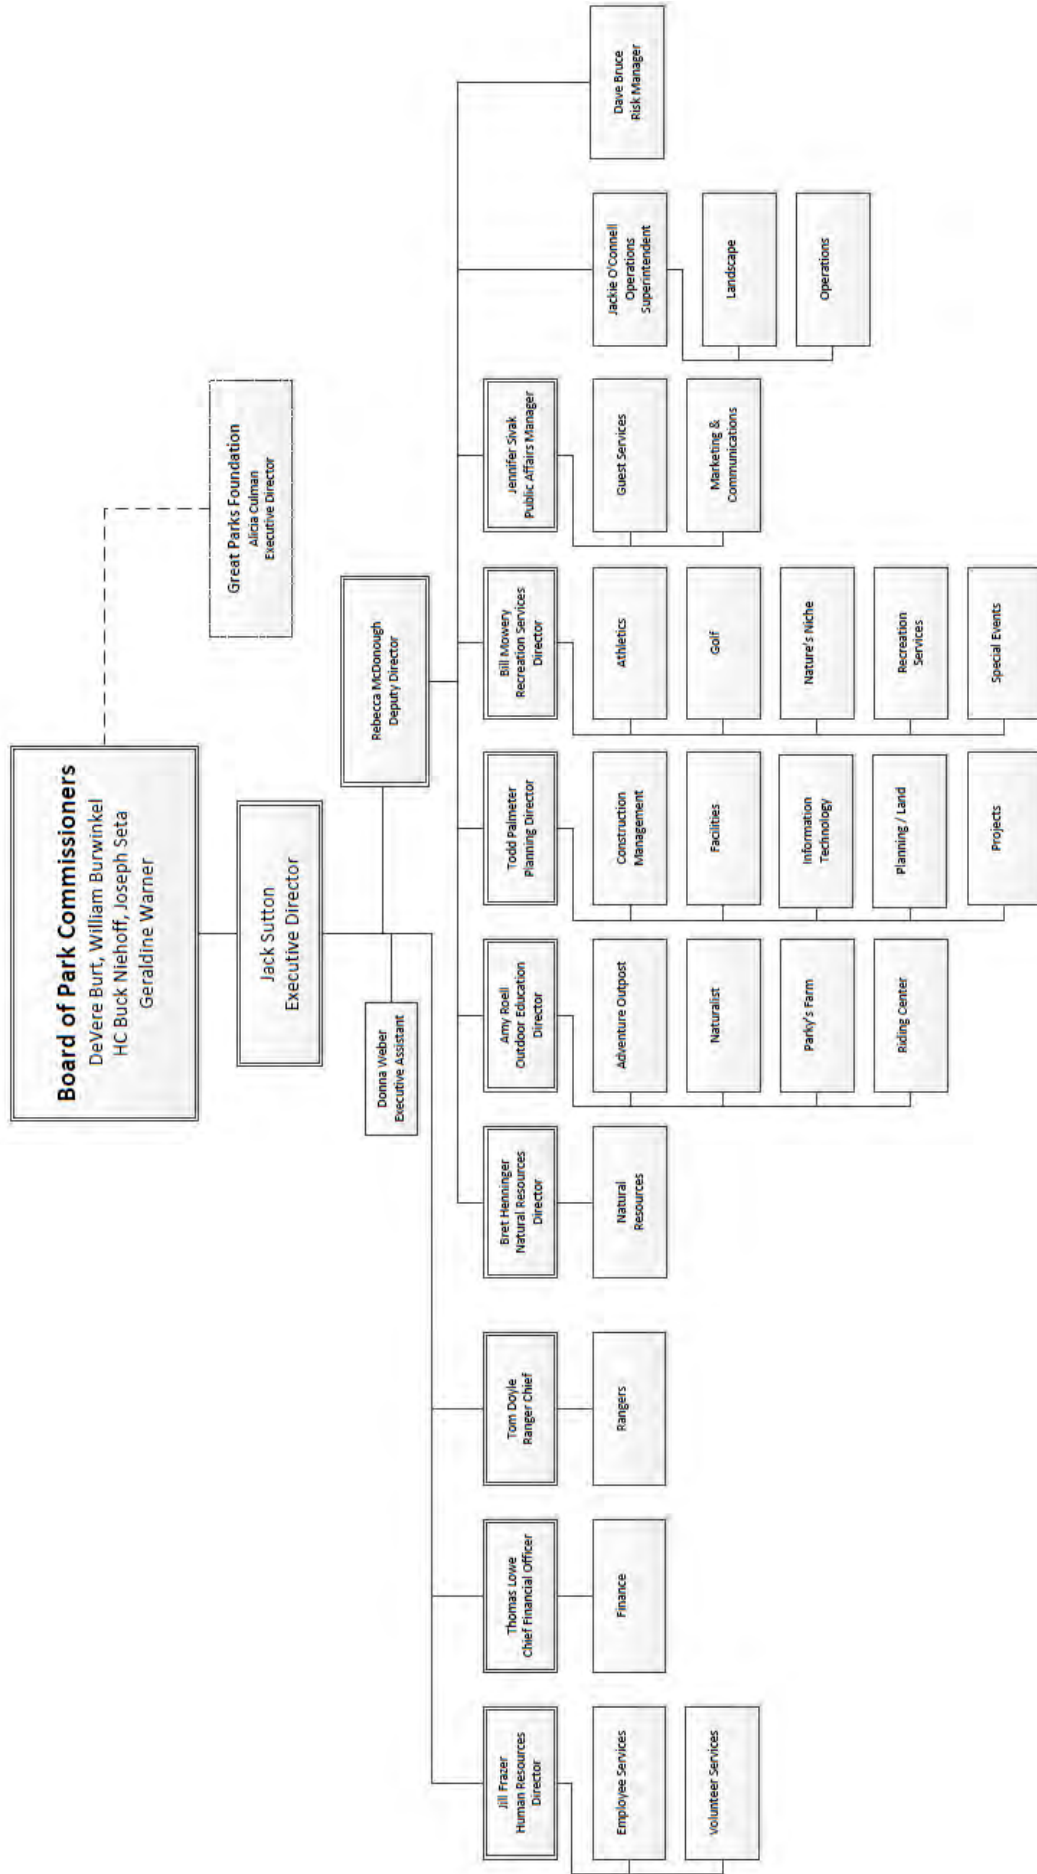 Board of Park Commissioners
DeVere Burt, William Burwinkel
HC Buck Niehoff, Joseph Seta
Geraldine Warner
Great Parks Foundation
Alicia Culman
Executive Director
Jack Sutton
Executive Director
Donna Weber
Executive Assistant
Rebecca McDonough
Deputy Director
Jill Frazer
Human Resources
Director
Employee Services
Volunteer Services
Thomas Lowe
Chief Financial Officer
Finance
Tom Doyle
Ranger Chief
Rangers
Bret Henninger
Natural Resources
Director
Natural
Resources
Amy Roell
Outdoor Education
Director
Adventure Outpost
Naturalist
Parky's Farm
Riding Center
Todd Palmeter
Planning Director
Construction
Management
Facilities
Information
Technology
Planning / Land
Projects
Bill Mowery
Recreation Services
Director
Athletics
Golf
Nature's Niche
Recreation
Services
Special Events
Jennifer Sivak
Public Affairs Manager
Guest Services
Marketing &
Communications
Jackie O'Connell
Operations
Superintendent
Landscape
Operations
Dave Bruce
Risk Manager